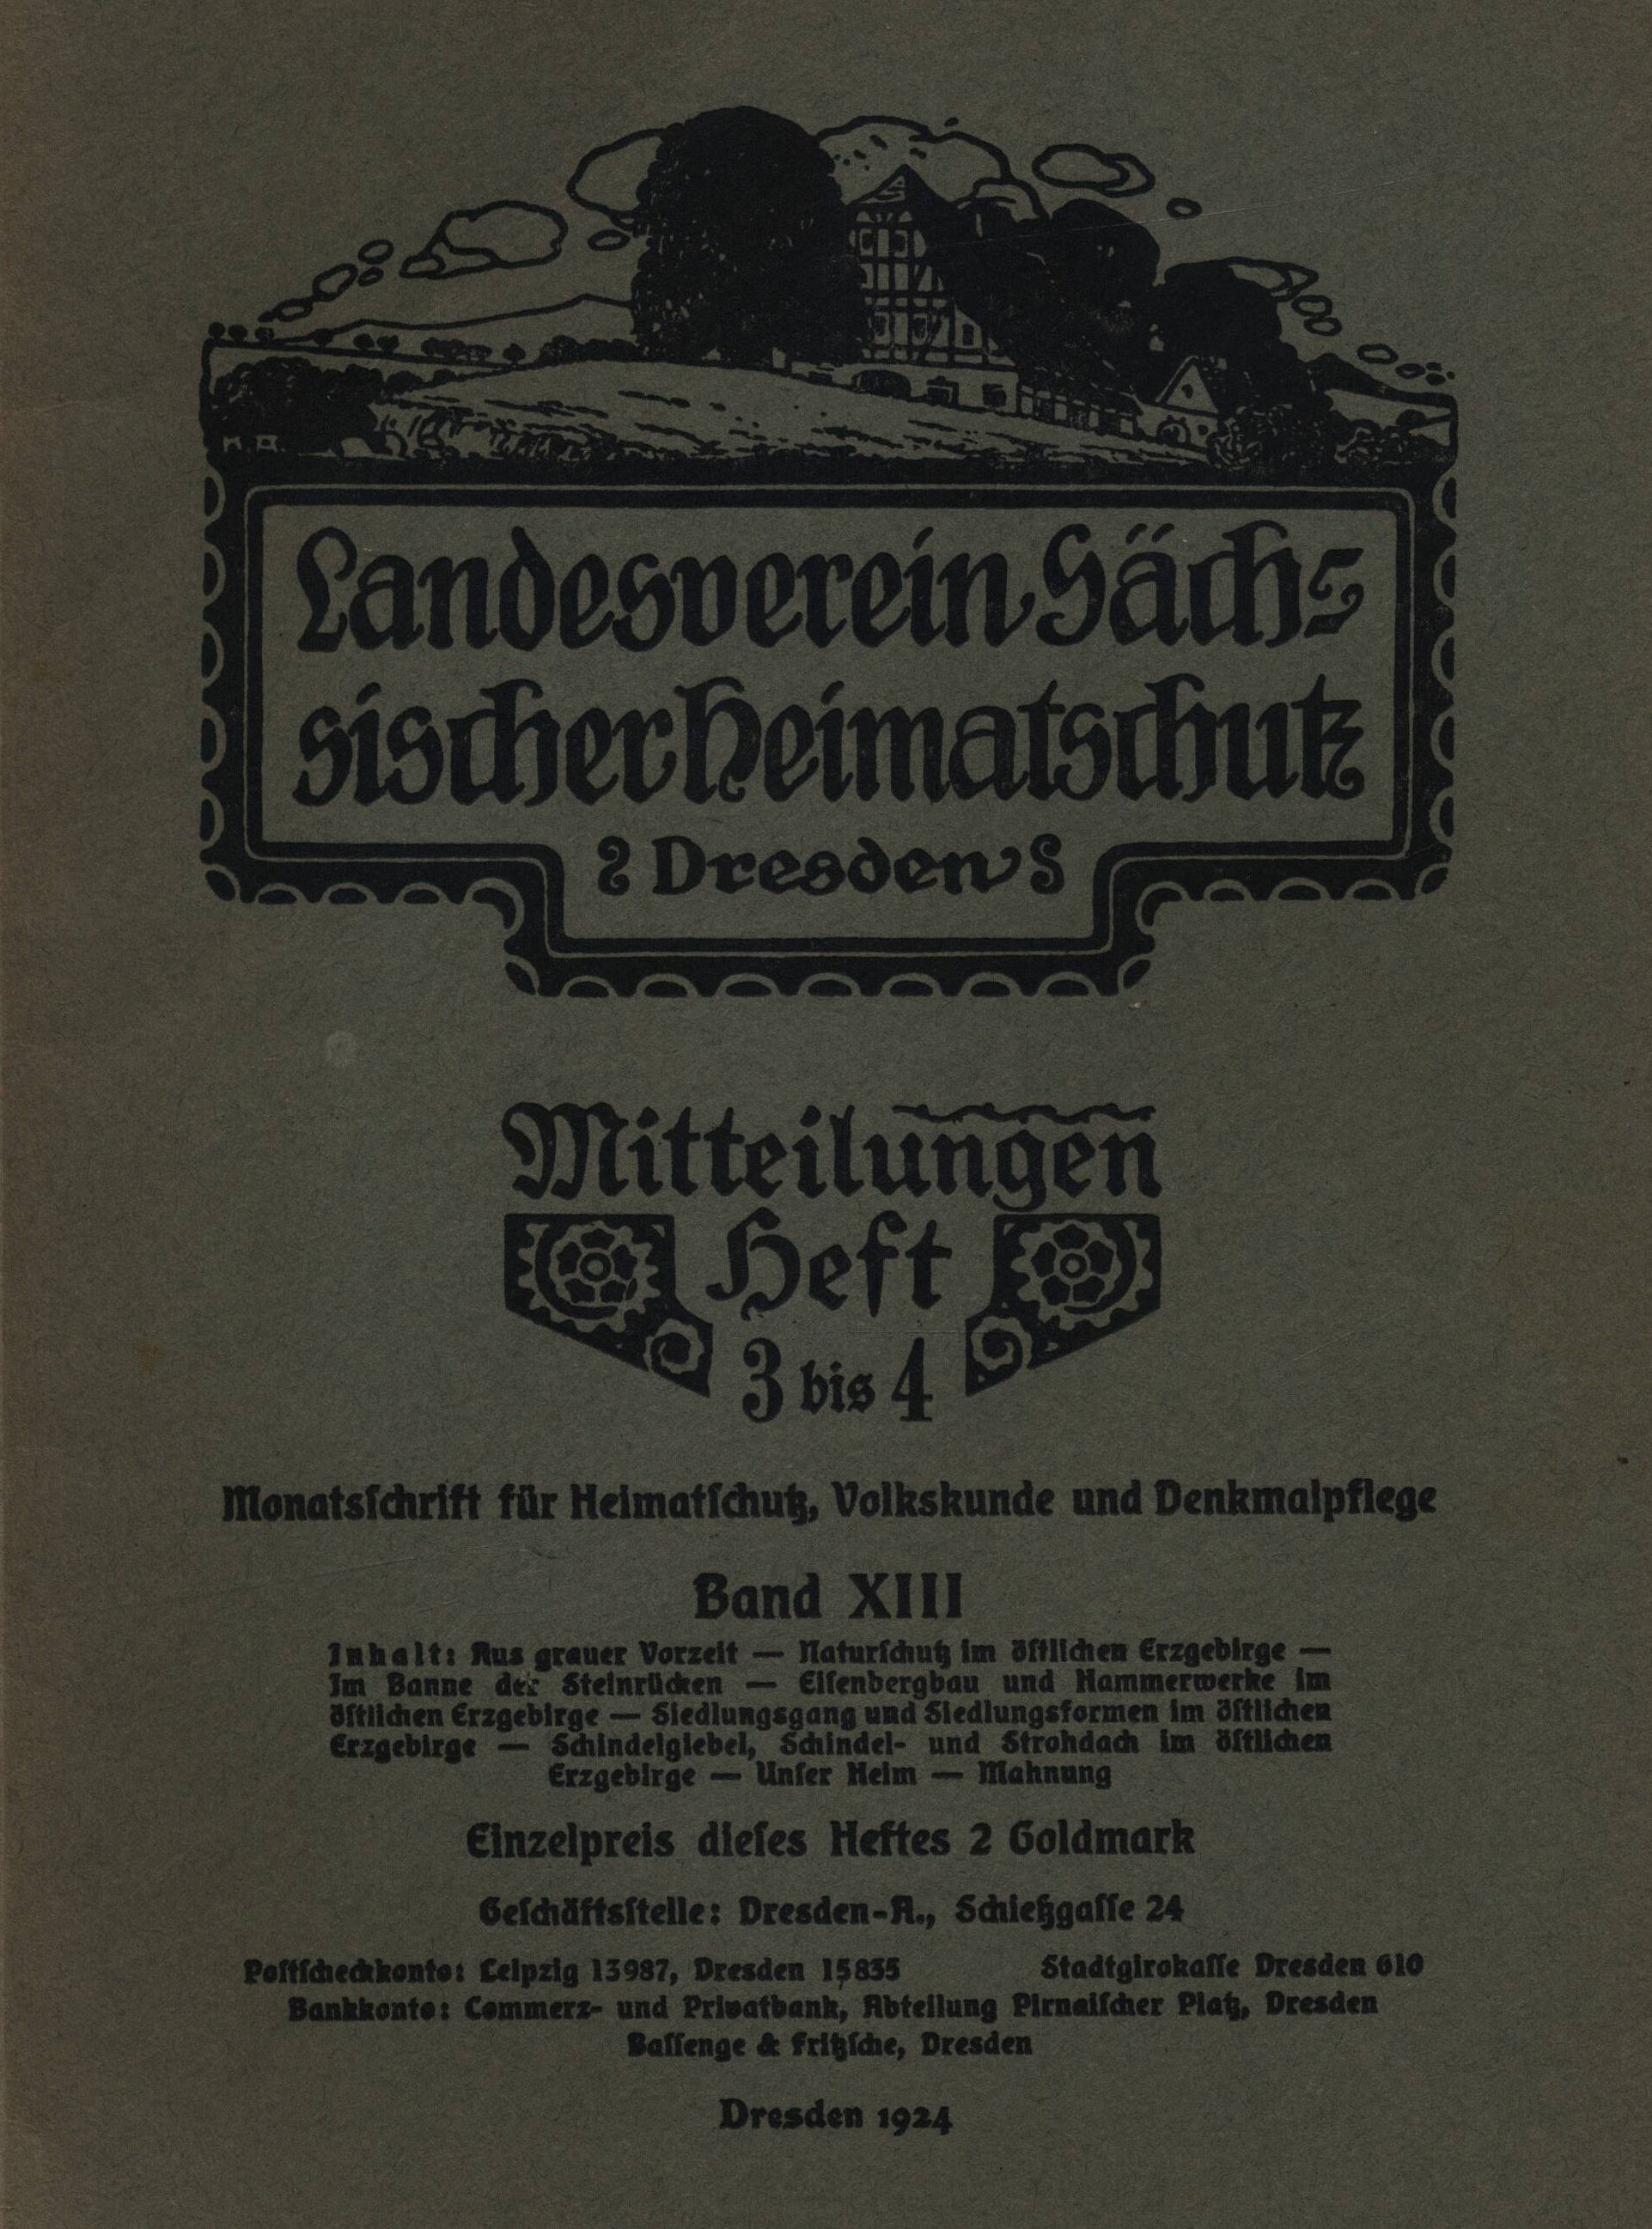 Landesverein Säch-
sischer Heimatschutz
Dresden
Mitteilungen
Heft
3 bis 4
Monatsſchrift für Heimatſchutz, Volkskunde und Denkmalpflege
Band XIII
Inhalt: Aus grauer Vorzeit — Naturſchutz im öſtlichen Erzgebirge —
Im Banne der Steinrücken — Eiſenbergbau und Hammerwerke im
öſtlichen Erzgebirge — Siedlungsgang und Siedlungsformen im öſtlichen
Erzgebirge — Schindelgiebel, Schindel- und Strohdach im öſtlichen
Erzgebirge — Unſer Heim — Mahnung
Einzelpreis dieſes Heftes 2 Goldmark
Geſchäftsſtelle: Dresden-A., Schießgaſſe 24
Poſtſcheckkonto: Leipzig 13987, Dresden 15835 Stadtgirokaſſe Dresden 610
Bankkonto: Commerz- und Privatbank, Abteilung Pirnaiſcher Platz, Dresden
Baſſenge & Fritzſche, Dresden
Dresden 1924